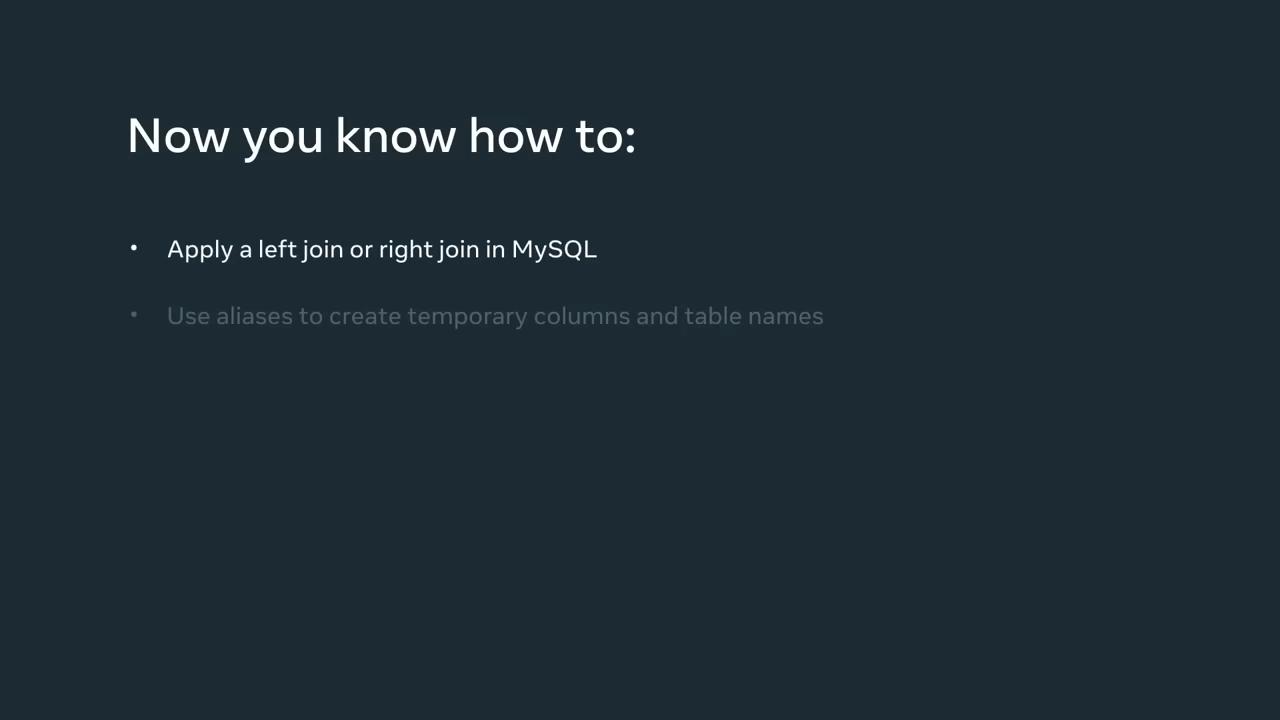 Now you know how to:
• Apply a left join or right join in MySQL
• Use aliases to create temporary columns and table names